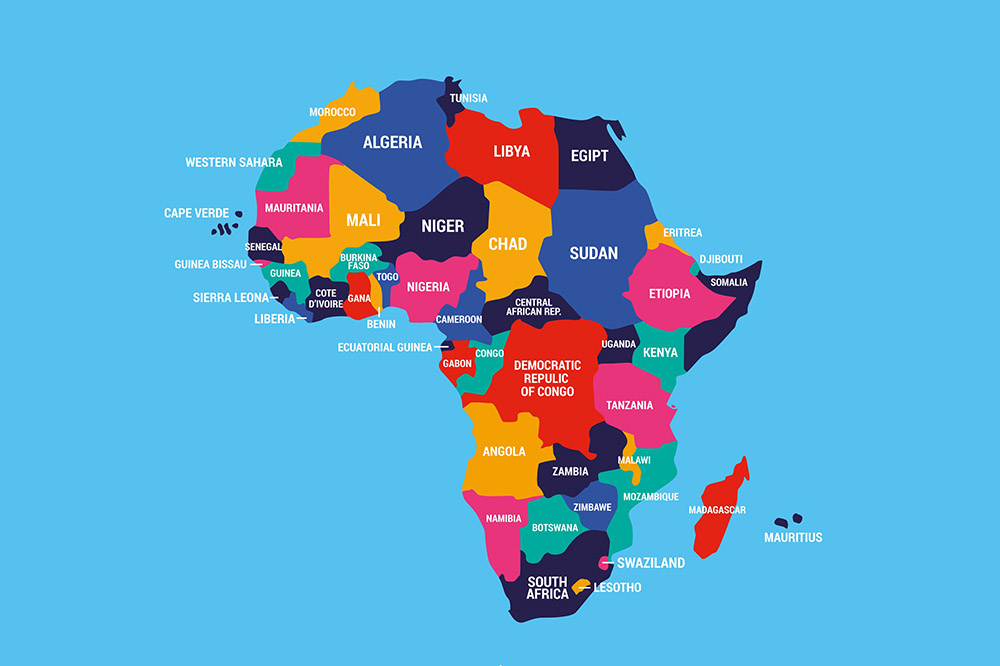 TUNISIA
MOROCCO
ALGERIA
LIBYA
EGIPT
WESTERN SAHARA
MAURITANIA
CAPE VERDE
MALI
NIGER
CHAD
SUDAN
ERITREA
SENEGAL
BURKINA
FASO
DJIBOUTI
GUINEA BISSAU
GUINEA
TOGO
NIGERIA
ETIOPIA
SOMALIA
SIERRA LEONA
COTE
D'IVOIRE
GANA
CENTRAL
AFRICAN REP.
LIBERIA
BENIN
CAMEROON
EQUATORIAL GUINEA
UGANDA
KENYA
GABON
CONGO
DEMOCRATIC
REPULIC
OF CONGO
TANZANIA
ANGOLA
ZAMBIA
MALAWI
MOZAMBIQUE
NAMIBIA
ZIMBAWE
MADAGASCAR
BOTSWANA
MAURITIUS
SWAZILAND
SOUTH
AFRICA
LESOTHO